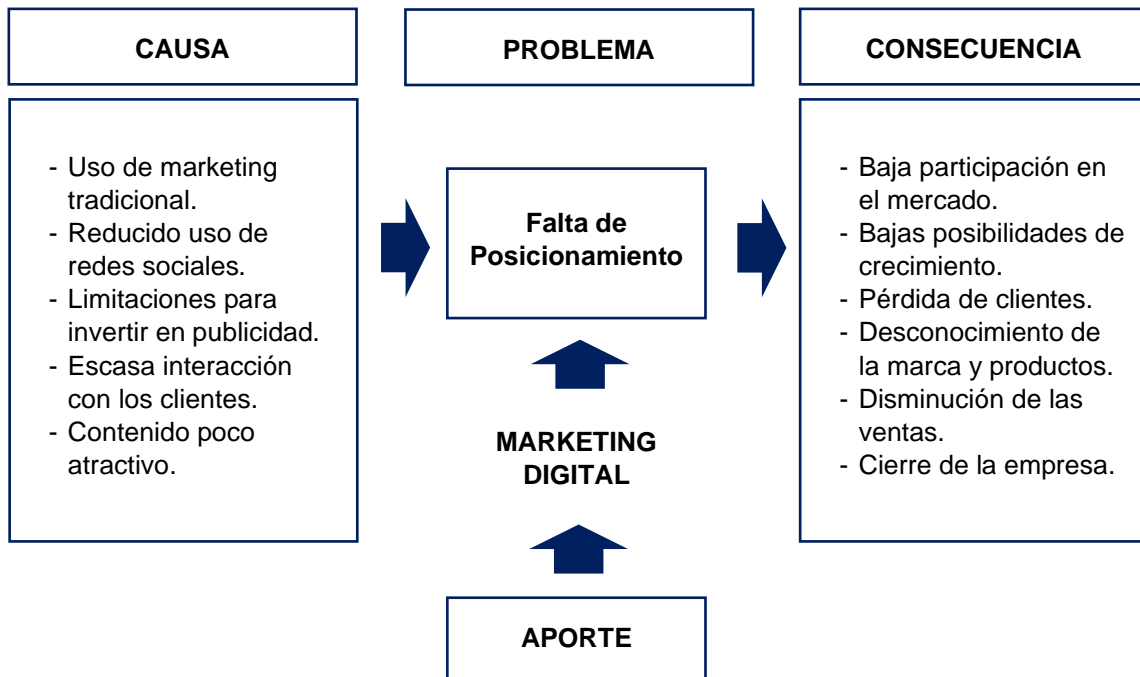 CAUSA
PROBLEMA
CONSECUENCIA
- Uso de marketing
tradicional.
- Reducido uso de
redes sociales.
- Limitaciones para
invertir en publicidad.
- Escasa interacción
con los clientes.
- Contenido poco
atractivo.
Falta de
Posicionamiento
MARKETING
DIGITAL
APORTE
- Baja participación en
el mercado.
- Bajas posibilidades de
crecimiento.
- Pérdida de clientes.
- Desconocimiento de
la marca y productos.
- Disminución de las
ventas.
- Cierre de la empresa.